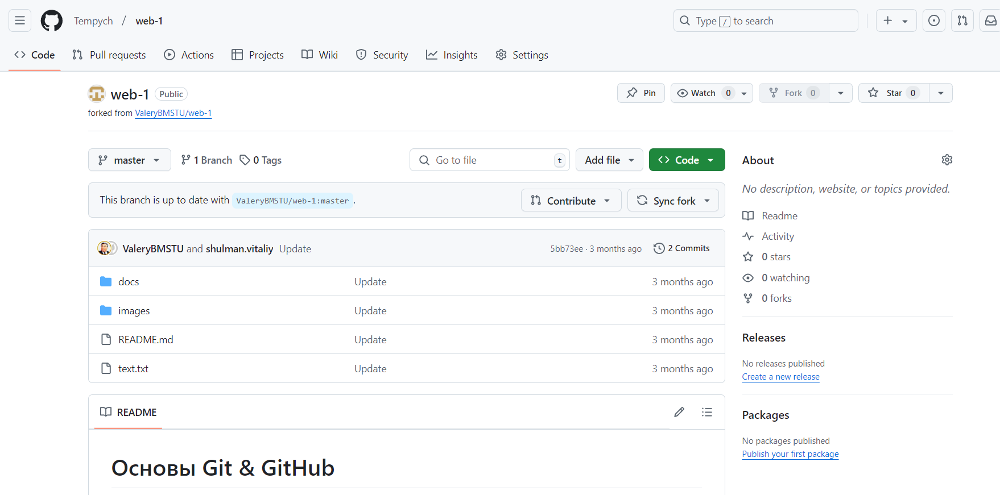 Tempych / web-1
Type / to search
Code Pull requests Actions Projects Wiki Security Insights Settings
web-1 Public
Pin Watch 0 Fork 0 Star 0
forked from ValeryBMSTU/web-1
master 1 Branch 0 Tags
Go to file t Add file Code
This branch is up to date with ValeryBMSTU/web-1:master .
Contribute Sync fork
ValeryBMSTU and shulman.vitaliy Update 5bb73ee · 3 months ago 2 Commits
docs Update 3 months ago
images Update 3 months ago
README.md Update 3 months ago
text.txt Update 3 months ago
README
Основы Git & GitHub
About
No description, website, or topics provided.
Readme
Activity
0 stars
0 watching
0 forks
Releases
No releases published
Create a new release
Packages
No packages published
Publish your first package